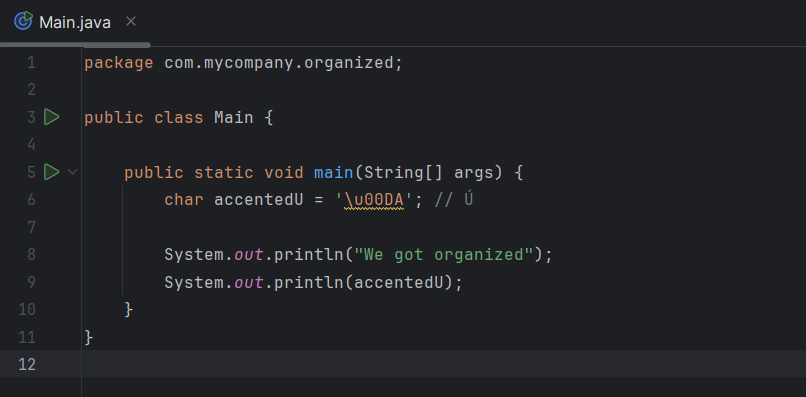 Main.java
1 package com.mycompany.organized;
2
3 public class Main {
4
5 public static void main(String[] args) {
6 char accentedU = '\u00DA'; // Ú
7
8 System.out.println("We got organized");
9 System.out.println(accentedU);
10 }
11 }
12